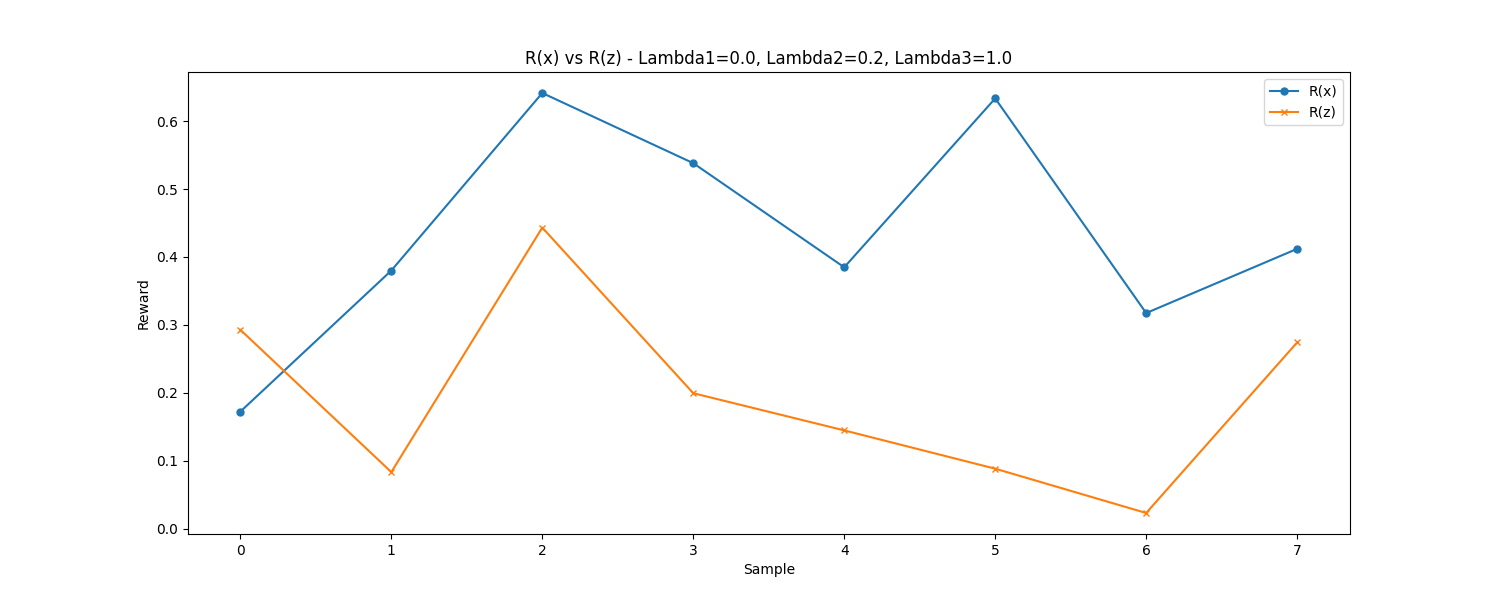 R(x) vs R(z) - Lambda1=0.0, Lambda2=0.2, Lambda3=1.0
R(x)
R(z)
0.6
0.5
0.4
0.3
0.2
0.1
0.0
Reward
0 1 2 3 4 5 6 7
Sample